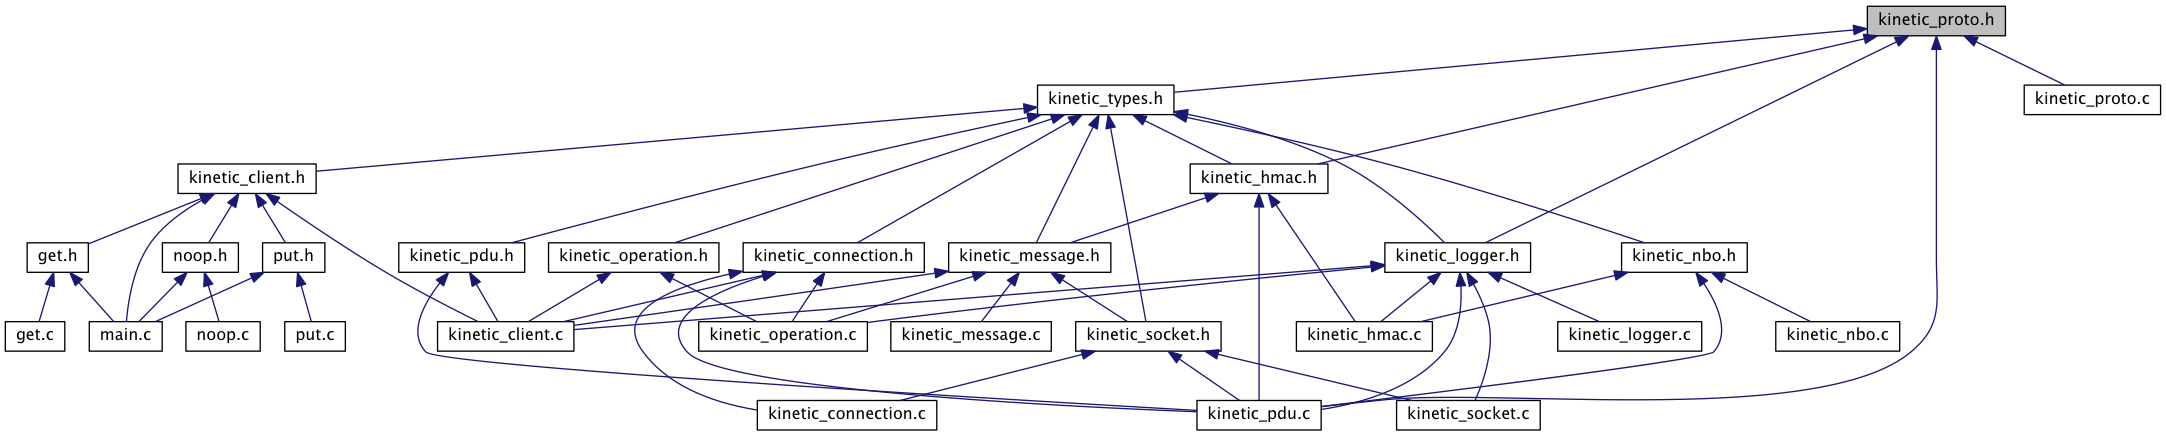 kinetic_proto.h
kinetic_types.h
kinetic_proto.c
kinetic_client.h
kinetic_hmac.h
get.h
noop.h
put.h
kinetic_pdu.h
kinetic_operation.h
kinetic_connection.h
kinetic_message.h
kinetic_logger.h
kinetic_nbo.h
get.c
main.c
noop.c
put.c
kinetic_client.c
kinetic_operation.c
kinetic_message.c
kinetic_socket.h
kinetic_hmac.c
kinetic_logger.c
kinetic_nbo.c
kinetic_connection.c
kinetic_pdu.c
kinetic_socket.c